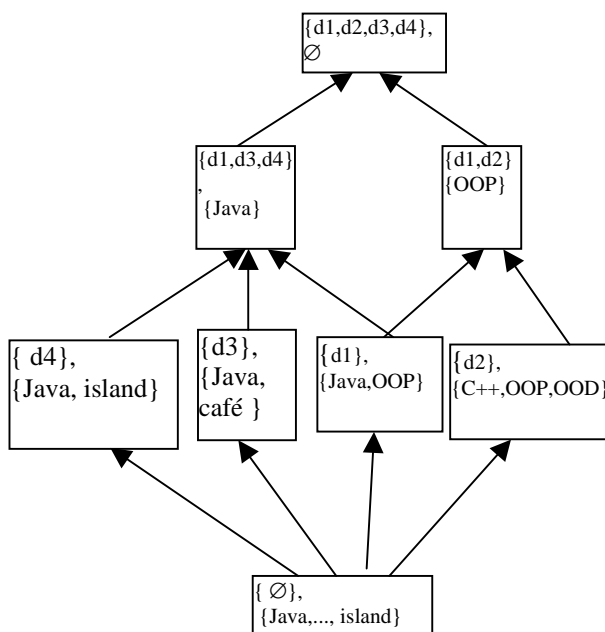 {d1,d2,d3,d4},
∅
{d1,d3,d4}
,
{Java}
{d1,d2}
{OOP}
{ d4},
{Java, island}
{d3},
{Java,
café }
{d1},
{Java,OOP}
{d2},
{C++,OOP,OOD}
{ ∅},
{Java,..., island}